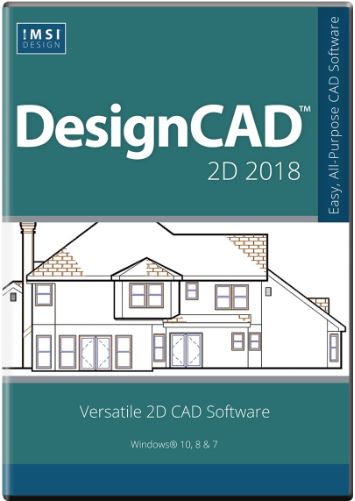 IMSI
DESIGN
DesignCAD™
2D 2018
Easy, All-Purpose CAD Software
Versatile 2D CAD Software
Windows® 10, 8 & 7